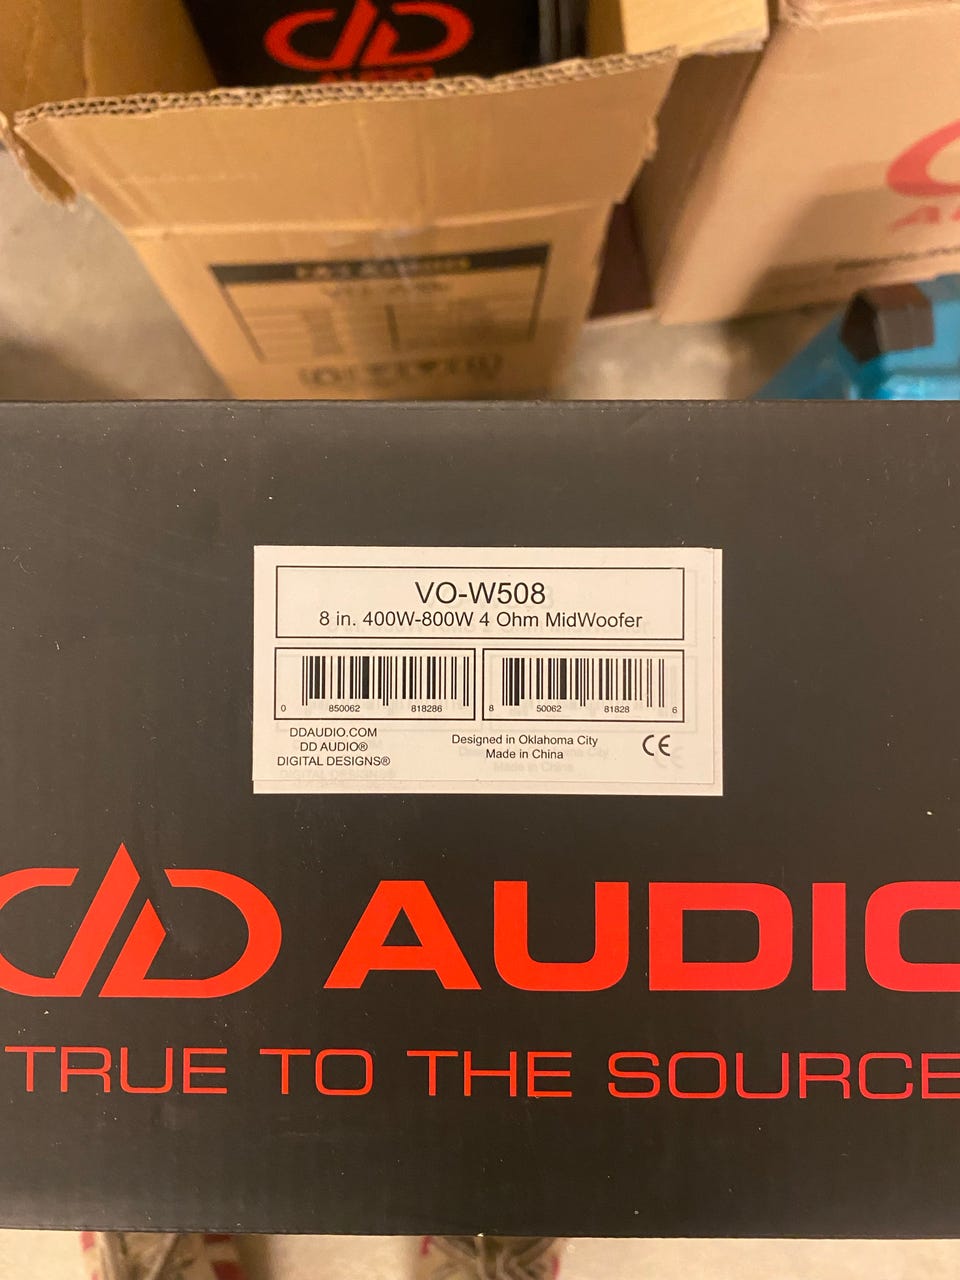 AUDIO
VO-W508
8 in. 400W-800W 4 Ohm MidWoofer
0 850062 818286
8 50062 81828 6
DDAUDIO.COM
DD AUDIO®
DIGITAL DESIGNS®
Designed in Oklahoma City
Made in China
CE
DD AUDIO
TRUE TO THE SOURCE